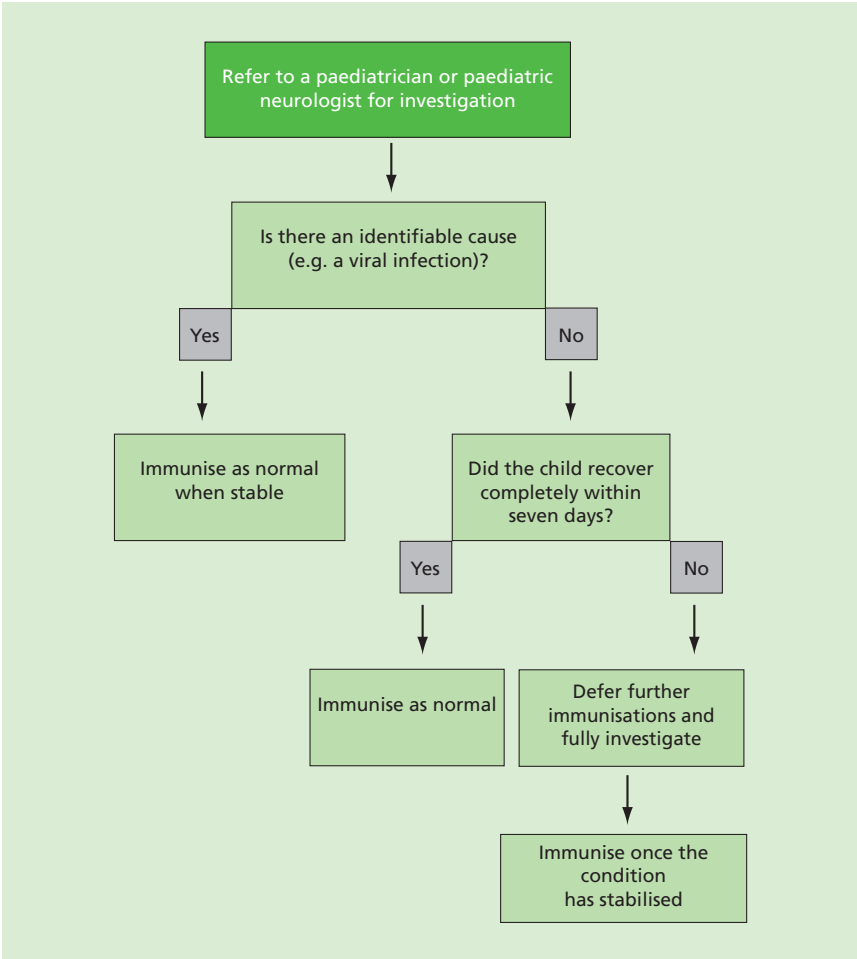 Refer to a paediatrician or paediatric
neurologist for investigation
Is there an identifiable cause
(e.g. a viral infection)?
Yes
No
Immunise as normal
when stable
Did the child recover
completely within
seven days?
Yes
No
Immunise as normal
Defer further
immunisations and
fully investigate
Immunise once the
condition
has stabilised